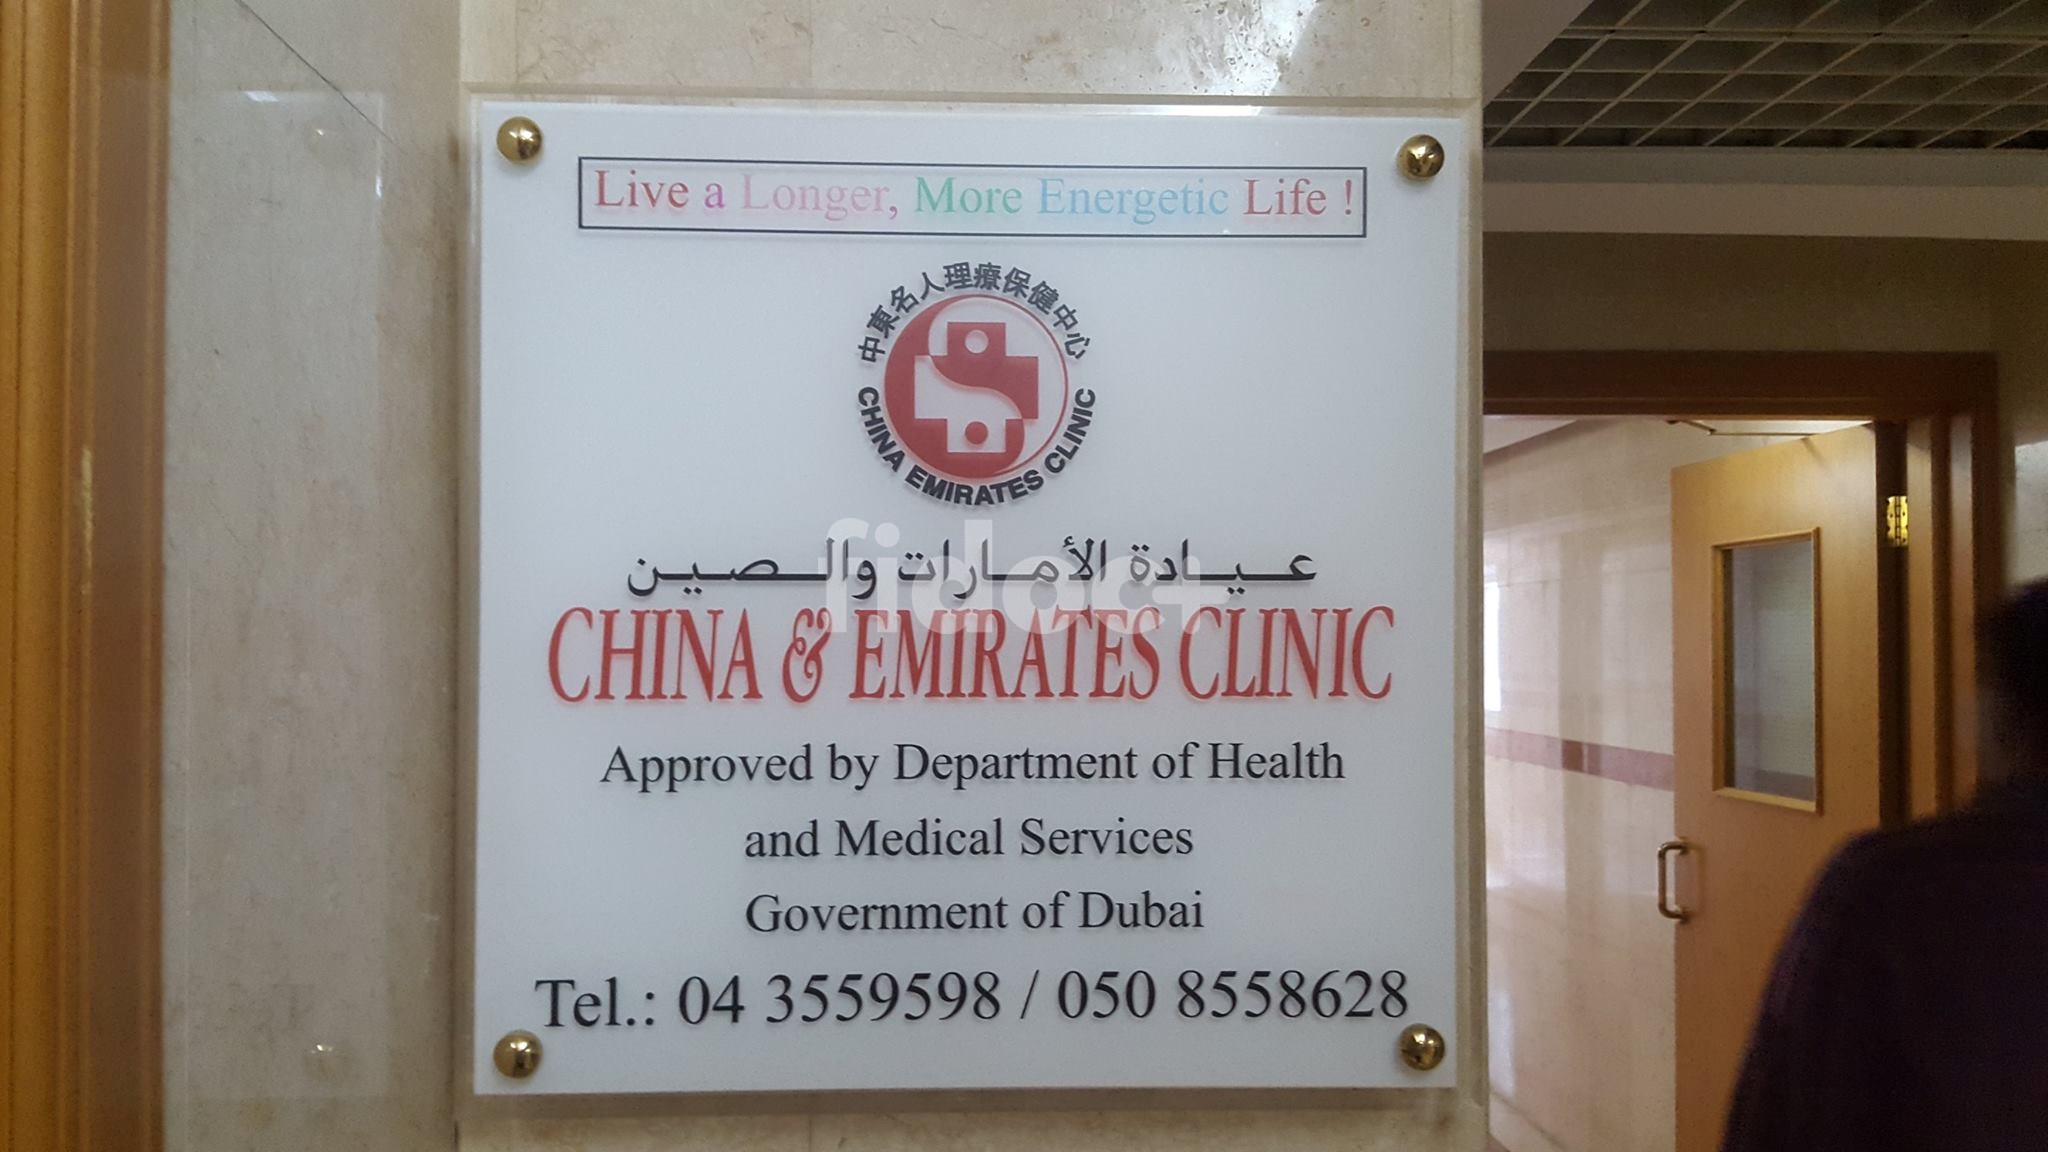 Live a Longer, More Energetic Life !
中東名人理療保健中心
CHINA EMIRATES CLINIC
عيادة الأمارات والصين
fidoc+
CHINA & EMIRATES CLINIC
Approved by Department of Health
and Medical Services
Government of Dubai
Tel.: 04 3559598 / 050 8558628